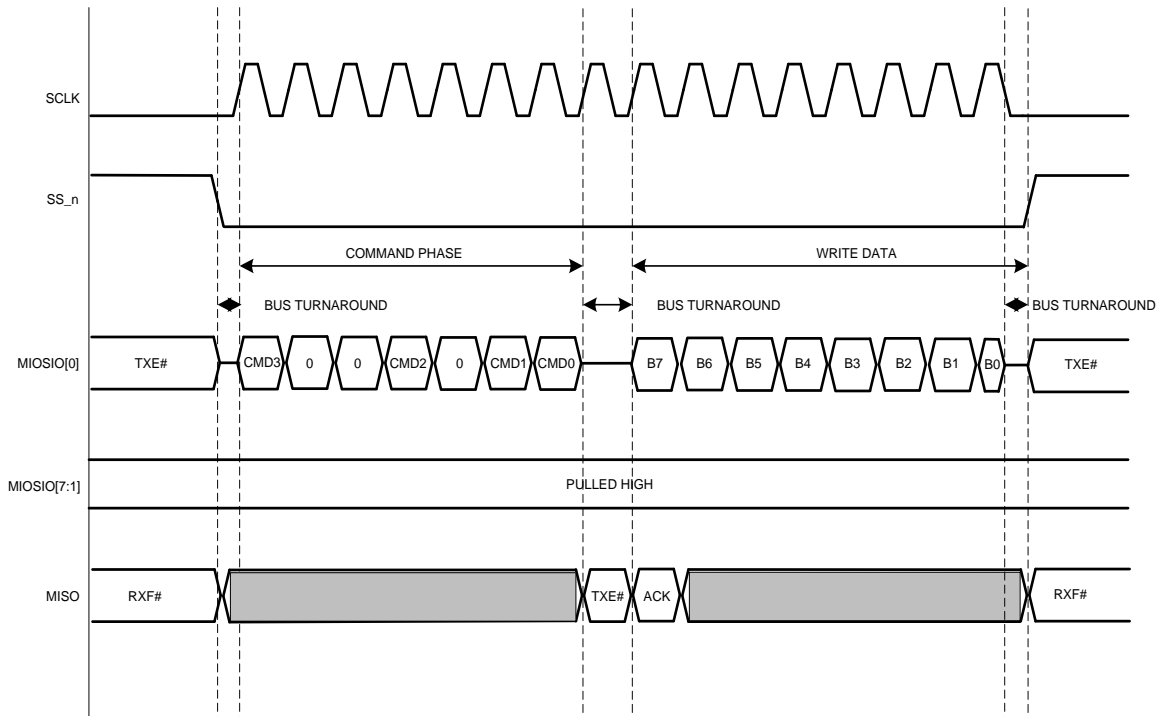 SCLK
SS_n
COMMAND PHASE WRITE DATA
BUS TURNAROUND BUS TURNAROUND BUS TURNAROUND
MIOSIO[0] TXE# CMD3 0 0 CMD2 0 CMD1 CMD0 B7 B6 B5 B4 B3 B2 B1 B0 TXE#
MIOSIO[7:1] PULLED HIGH
MISO RXF# TXE# ACK RXF#